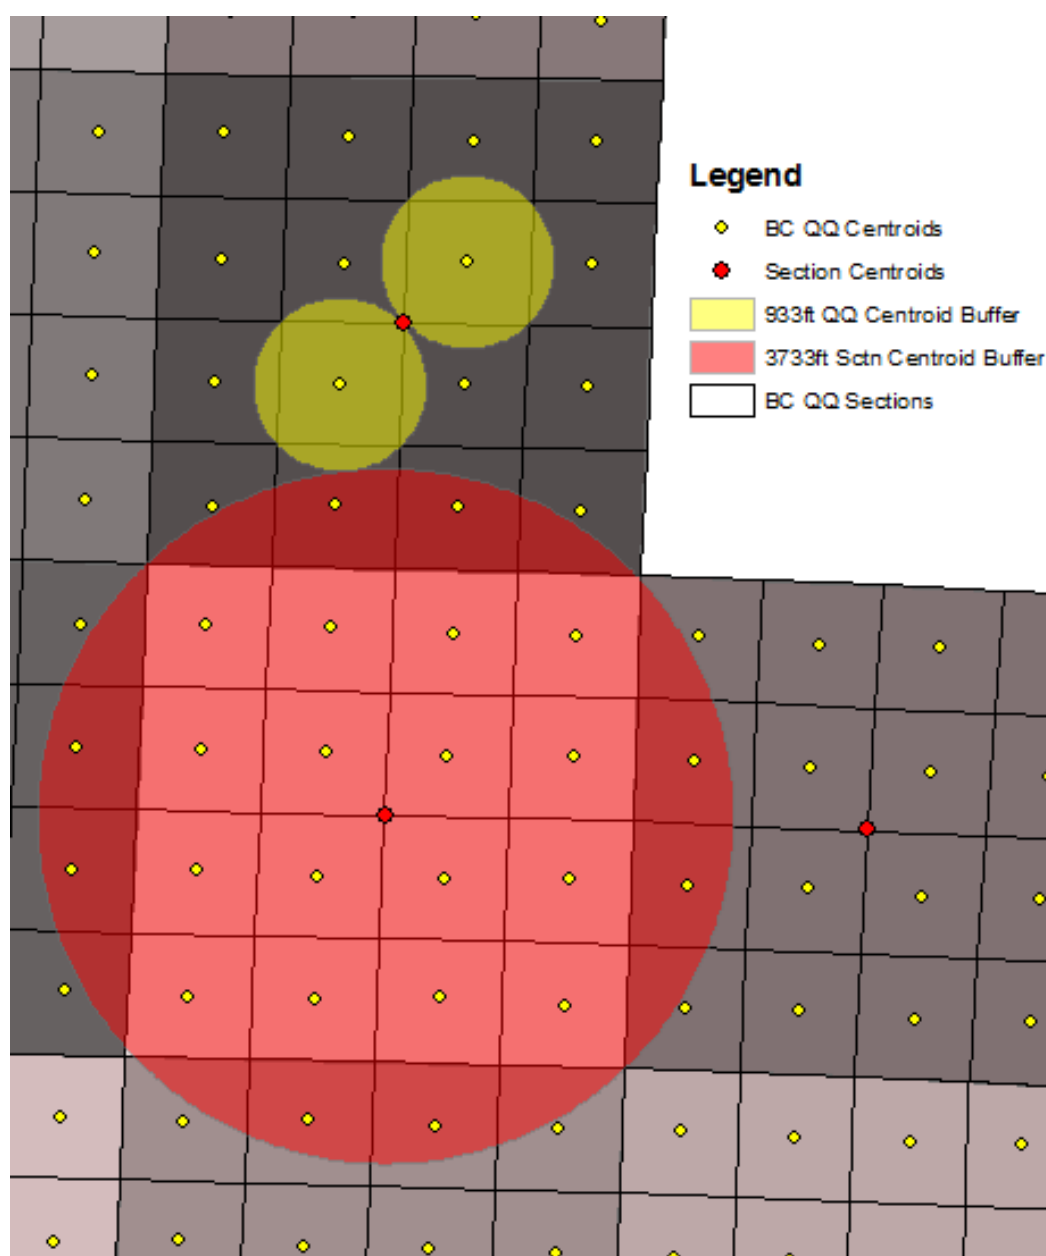 Legend
BC QQ Centroids
Section Centroids
933ft QQ Centroid Buffer
3733ft Sctn Centroid Buffer
BC QQ Sections